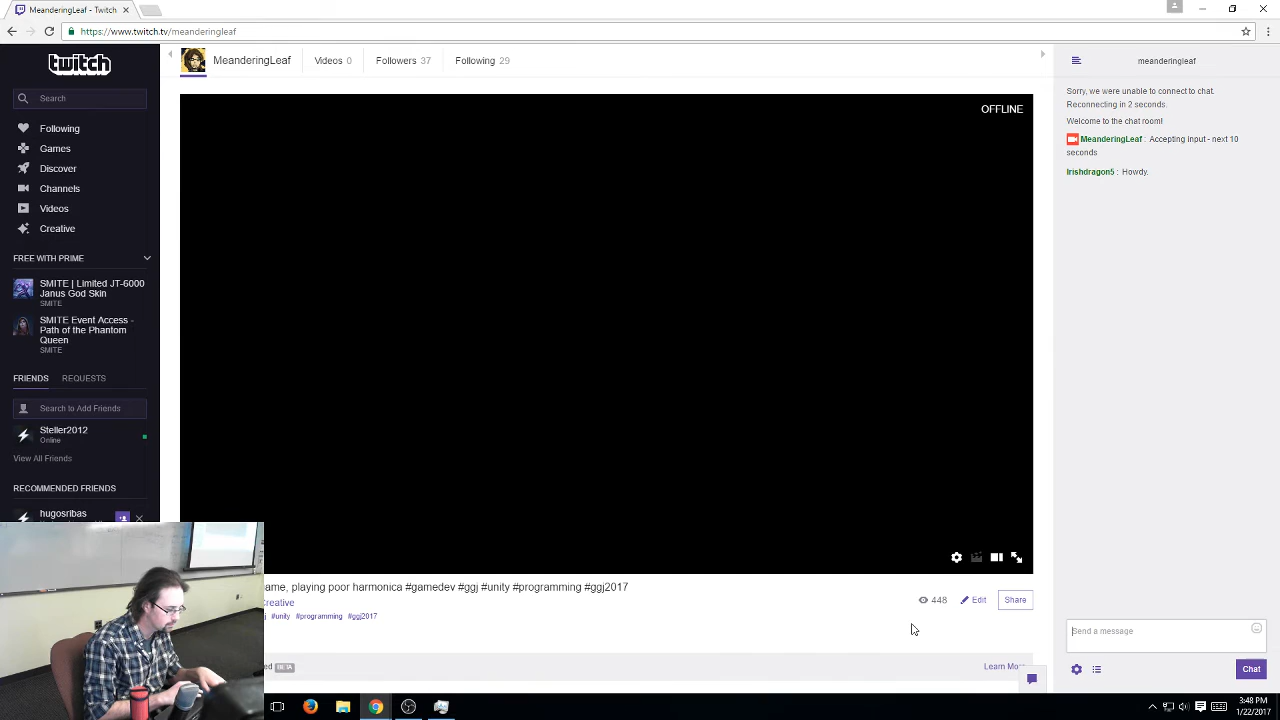 MeanderingLeaf - Twitch
https://www.twitch.tv/meanderingleaf
twitch
Search
Following
Games
Discover
Channels
Videos
Creative
FREE WITH PRIME
SMITE | Limited JT-6000
Janus God Skin
SMITE
SMITE Event Access -
Path of the Phantom
Queen
SMITE
FRIENDS REQUESTS
Search to Add Friends
Steller2012
Online
View All Friends
RECOMMENDED FRIENDS
hugosribas
MeanderingLeaf Videos 0 Followers 37 Following 29
OFFLINE
ame, playing poor harmonica #gamedev #ggj #unity #programming #ggj2017
Creative
#unity #programming #ggj2017
448 Edit Share
ed BETA
Learn More
meanderingleaf
Sorry, we were unable to connect to chat.
Reconnecting in 2 seconds.
Welcome to the chat room!
MeanderingLeaf : Accepting input - next 10
seconds
Irishdragon5 : Howdy.
Send a message
Chat
3:48 PM
1/22/2017